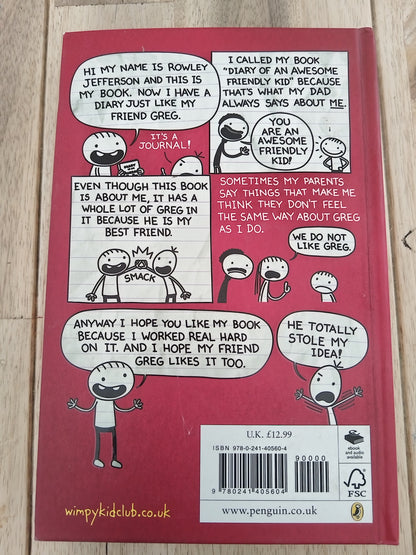 HI MY NAME IS ROWLEY
JEFFERSON AND THIS IS
MY BOOK. NOW I HAVE A
DIARY JUST LIKE MY
FRIEND GREG.
IT'S A
JOURNAL!
I CALLED MY BOOK
"DIARY OF AN AWESOME
FRIENDLY KID" BECAUSE
THAT'S WHAT MY DAD
ALWAYS SAYS ABOUT ME.
YOU
ARE AN
AWESOME
FRIENDLY
KID!
EVEN THOUGH THIS BOOK
IS ABOUT ME, IT HAS A
WHOLE LOT OF GREG IN
IT BECAUSE HE IS MY
BEST FRIEND.
SMACK
SOMETIMES MY PARENTS
SAY THINGS THAT MAKE ME
THINK THEY DON'T FEEL
THE SAME WAY ABOUT GREG
AS I DO.
WE DO NOT
LIKE GREG.
ANYWAY I HOPE YOU LIKE MY BOOK
BECAUSE I WORKED REAL HARD
ON IT. AND I HOPE MY FRIEND
GREG LIKES IT TOO.
HE TOTALLY
STOLE MY
IDEA!
U.K. £12.99
ISBN 978-0-241-40560-4
90000
9 780241 405604
www.penguin.co.uk
ebook
and audio
available
FSC
wimpykidclub.co.uk